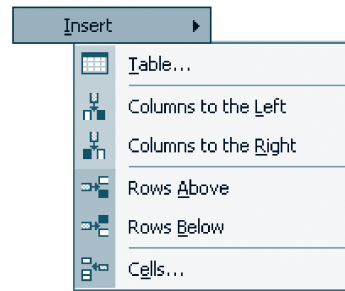 Insert
Table...
Columns to the Left
Columns to the Right
Rows Above
Rows Below
Cells...